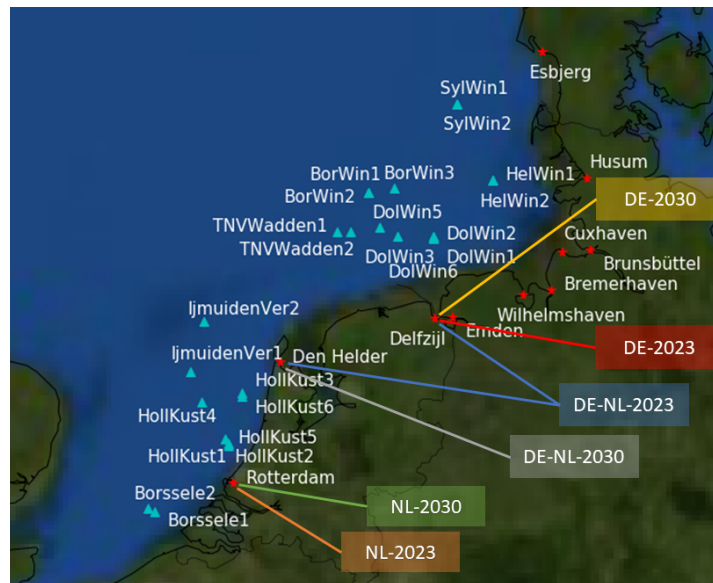 Esbjerg
SylWin1
SylWin2
Husum
BorWin1
BorWin3
HelWin1
BorWin2
HelWin2
DE-2030
DolWin5
TNVWadden1
DolWin2
Cuxhaven
TNVWadden2
DolWin3
DolWin1
Brunsbüttel
DolWin6
Bremerhaven
IjmuidenVer2
Wilhelmshaven
Delfzijl
Emden
DE-2023
IjmuidenVer1
Den Helder
HollKust3
HollKust4
HollKust6
DE-NL-2023
HollKust5
HollKust1
HollKust2
DE-NL-2030
Rotterdam
Borssele2
NL-2030
Borssele1
NL-2023